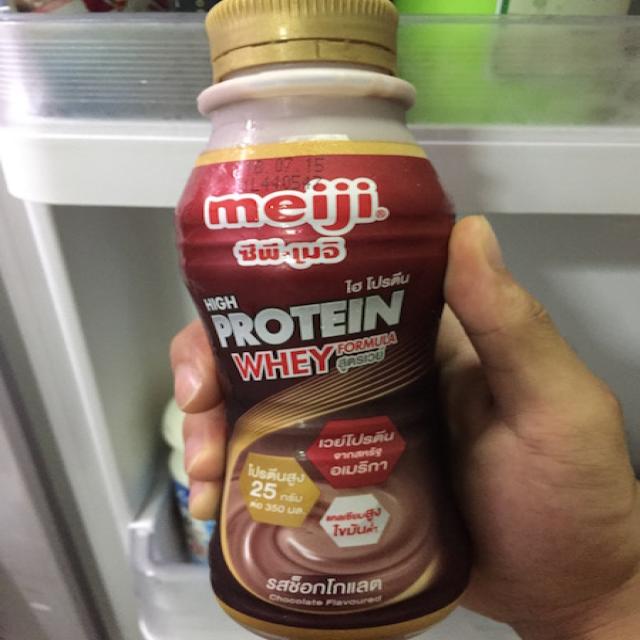 8.07.15
meiji®
ซีพี-เมจิ
ไฮ โปรตีน
HIGH
PROTEIN
WHEY FORMULA
สูตรเวย์
เวย์โปรตีน
จากสหรัฐ
อเมริกา
โปรตีนสูง
25 กรัม
ต่อ 350 มล.
แคลเซียมสูง
ไขมันต่ำ
รสช็อกโกแลต
Chocolate Flavoured